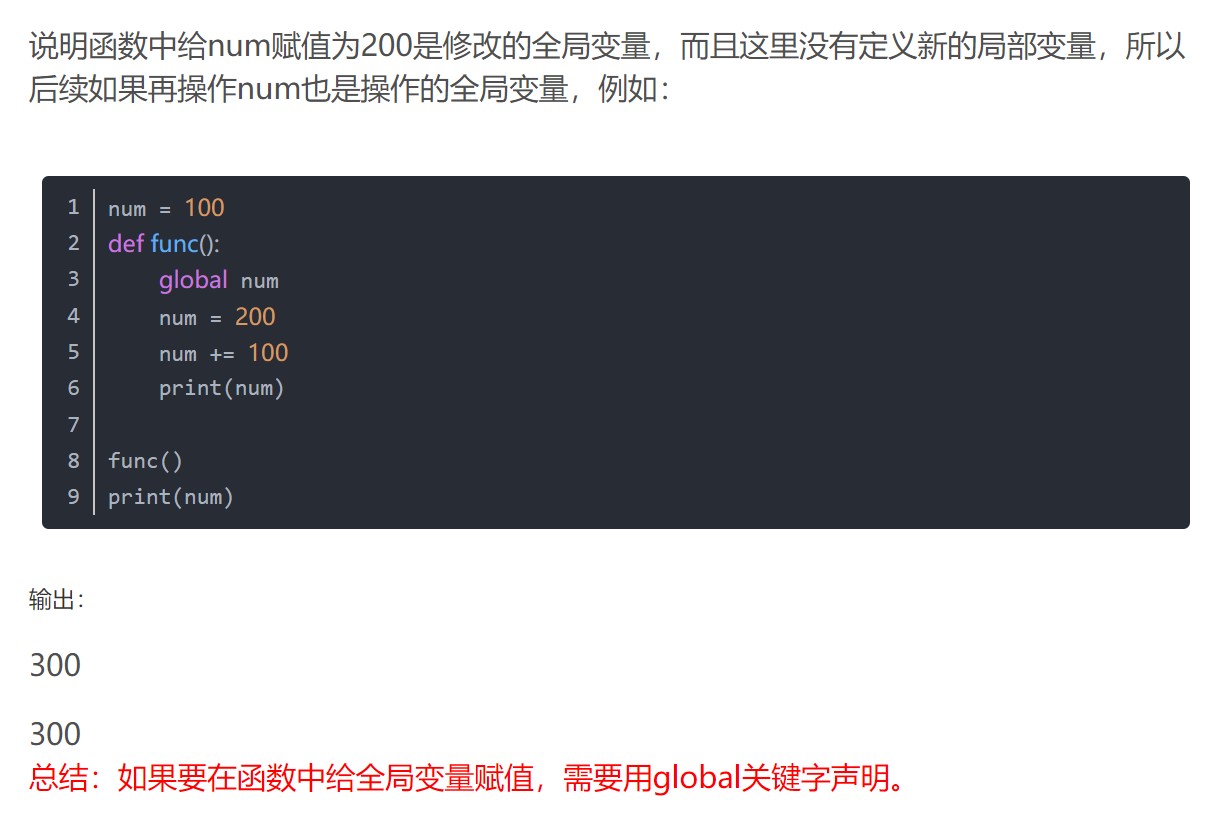 说明函数中给num赋值为200是修改的全局变量，而且这里没有定义新的局部变量，所以
后续如果再操作num也是操作的全局变量，例如：
1 num = 100
2 def func():
3     global num
4     num = 200
5     num += 100
6     print(num)
7
8 func()
9 print(num)
输出：
300
300
总结：如果要在函数中给全局变量赋值，需要用global关键字声明。